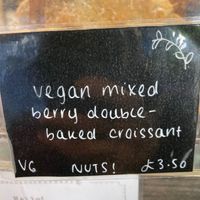 vegan mixed
berry double-
baked croissant
VG NUTS! £3.50